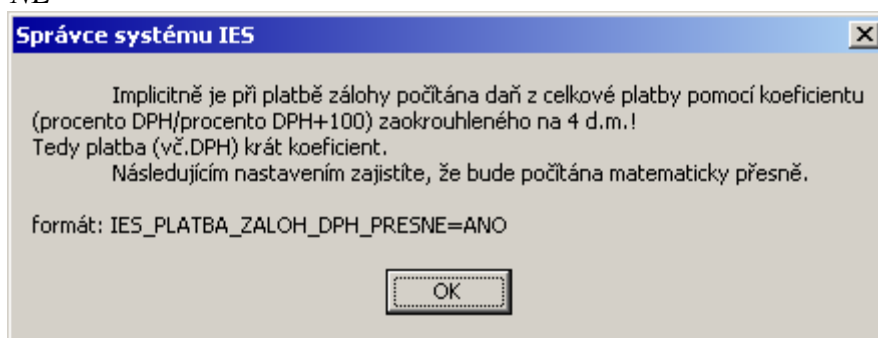 NE
Správce systému IES
Implicitně je při platbě zálohy počítána daň z celkové platby pomocí koeficientu
(procento DPH/procento DPH+100) zaokrouhleného na 4 d.m.!
Tedy platba (vč.DPH) krát koeficient.
Následujícím nastavením zajistíte, že bude počítána matematicky přesně.
formát: IES_PLATBA_ZALOH_DPH_PRESNE=ANO
OK